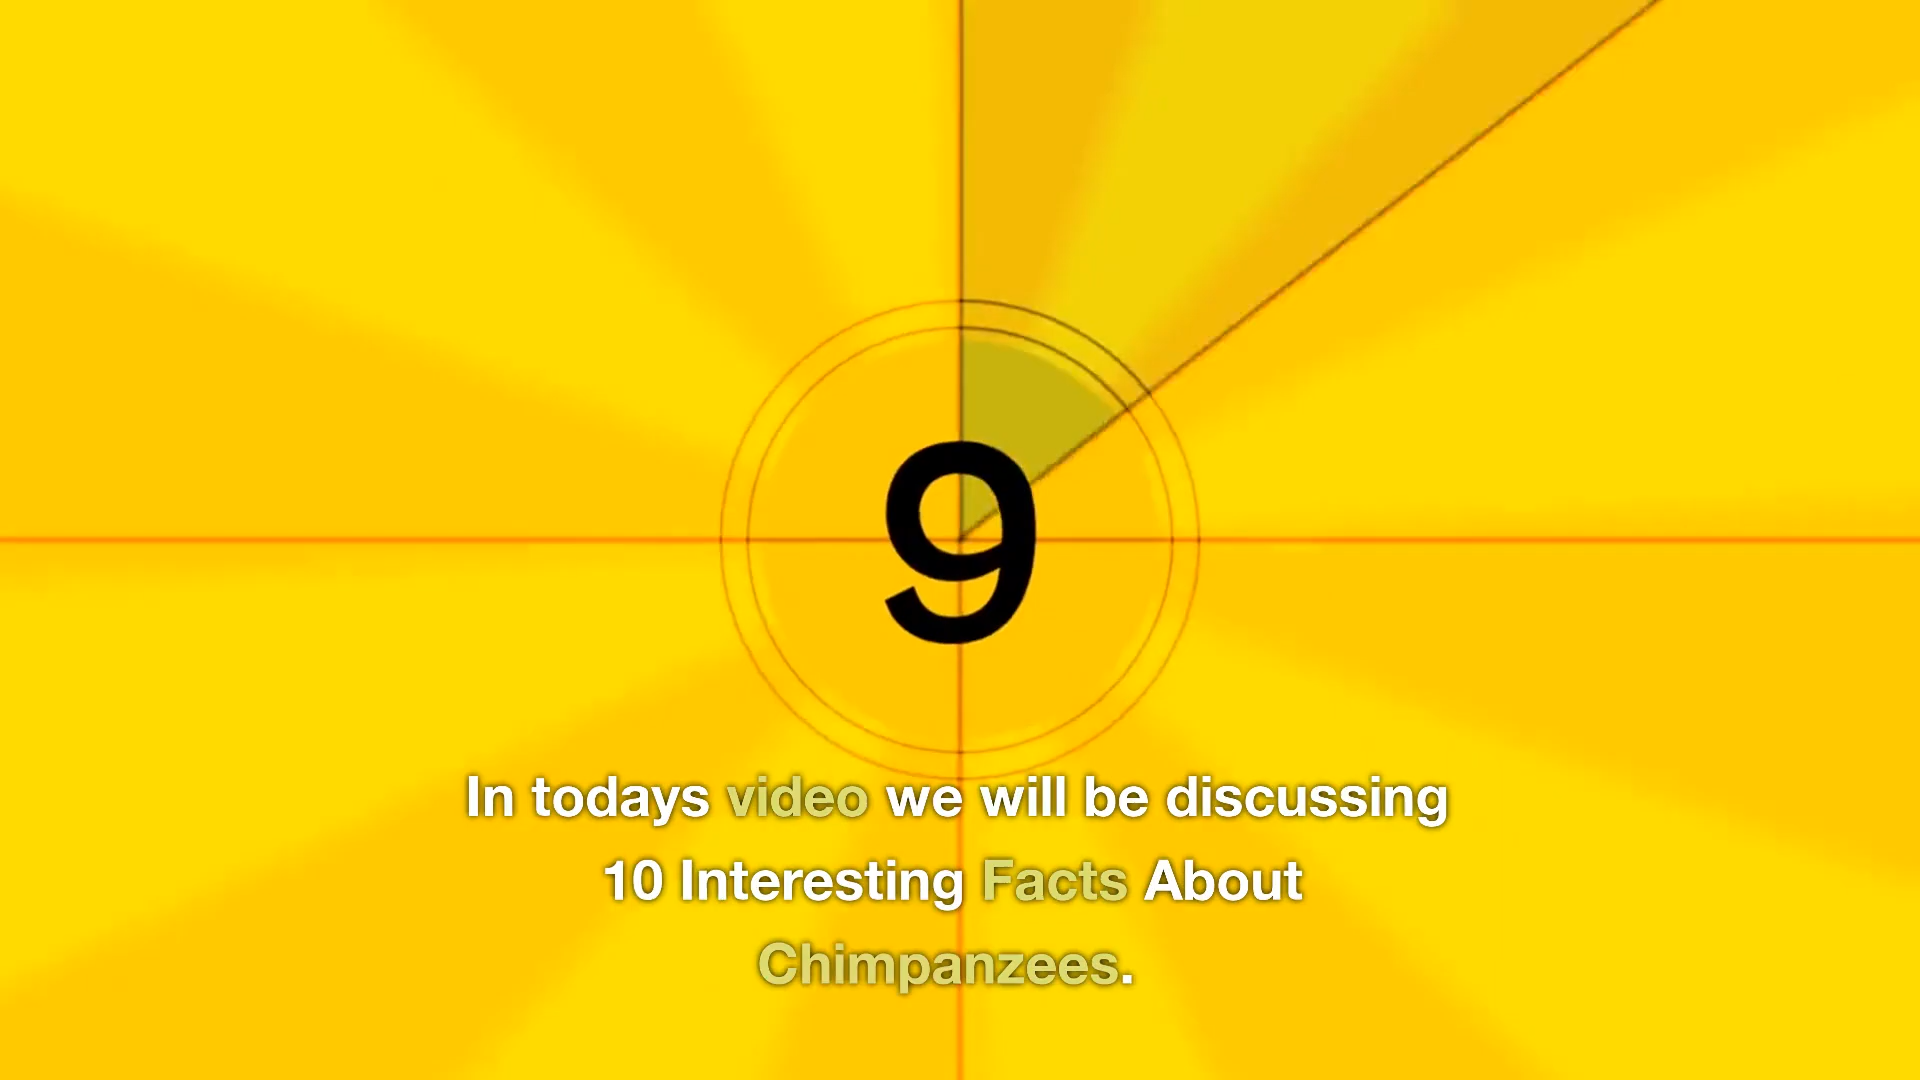 9
In todays video we will be discussing
10 Interesting Facts About
Chimpanzees.